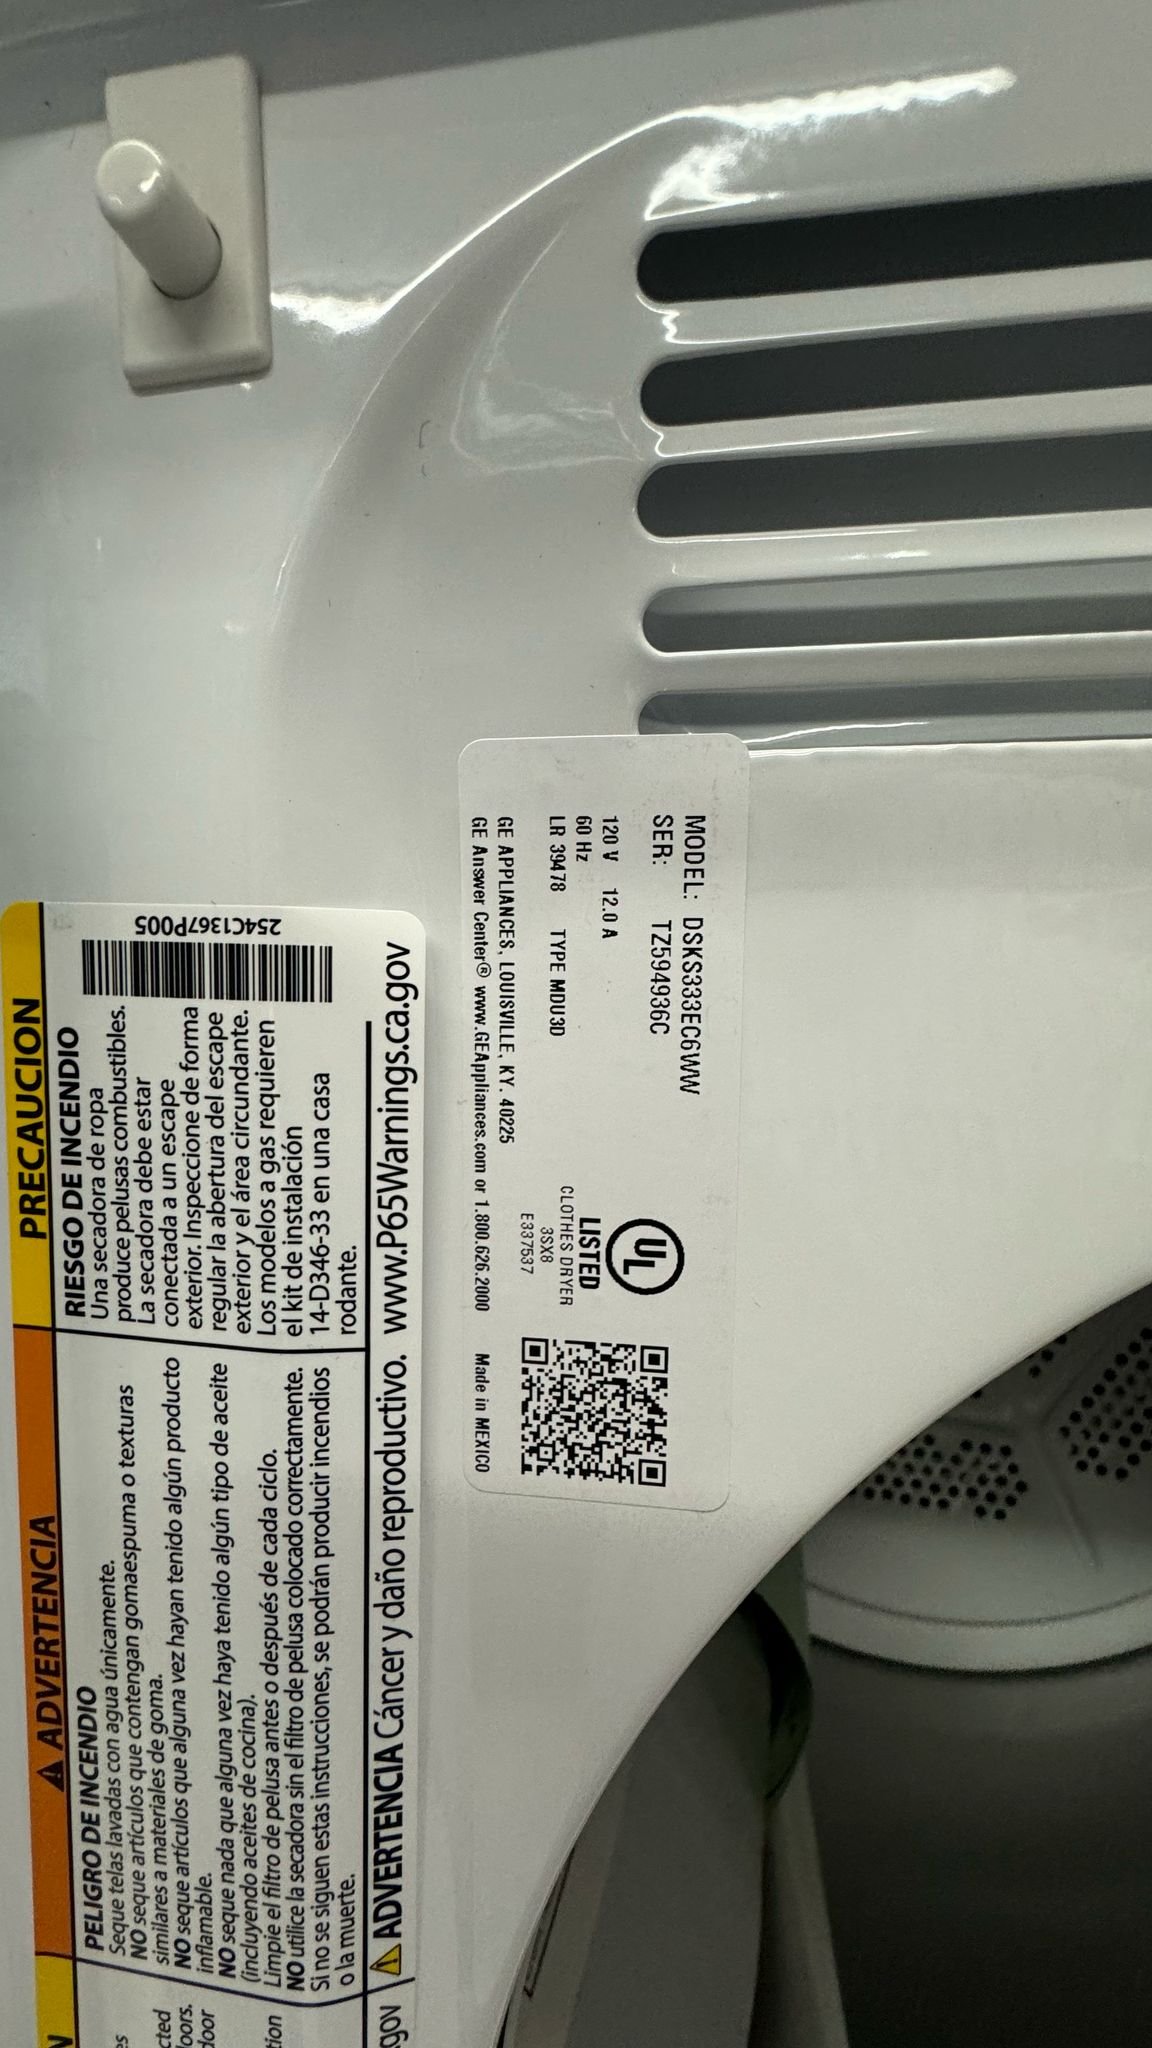 MODEL: DSKS333EC6WW
SER: TZ594936C
120 V 12.0 A
60 Hz
LR 39478 TYPE MDU3D
GE APPLIANCES, LOUISVILLE, KY. 40225
GE Answer Center® www.GEAppliances.com or 1.800.626.2000 Made in MEXICO
UL
LISTED
CLOTHES DRYER
3SX8
E337537
254C1367P005
PRECAUCION
RIESGO DE INCENDIO
Una secadora de ropa
produce pelusas combustibles.
La secadora debe estar
conectada a un escape
exterior. Inspeccione de forma
regular la abertura del escape
exterior y el área circundante.
Los modelos a gas requieren
el kit de instalación
14-D346-33 en una casa
rodante.
ADVERTENCIA
PELIGRO DE INCENDIO
Seque telas lavadas con agua únicamente.
NO seque artículos que contengan gomaespuma o texturas
similares a materiales de goma.
NO seque artículos que alguna vez hayan tenido algún producto
inflamable.
NO seque nada que alguna vez haya tenido algún tipo de aceite
(incluyendo aceites de cocina).
Limpie el filtro de pelusa antes o después de cada ciclo.
NO utilice la secadora sin el filtro de pelusa colocado correctamente.
Si no se siguen estas instrucciones, se podrán producir incendios
o la muerte.
ADVERTENCIA Cáncer y daño reproductivo. www.P65Warnings.ca.gov
N
es
cted
oors.
door
tion
gov